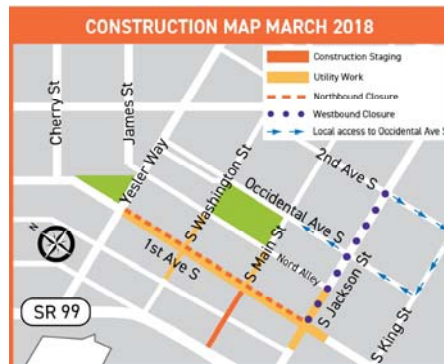 CONSTRUCTION MAP MARCH 2018
Construction Staging
Utility Work
Northbound Closure
Westbound Closure
Local access to Occidental Ave S
Cherry St
James St
Yesler Way
S Washington St
2nd Ave S
Occidental Ave S
1st Ave S
S Main St
Nord Alley
S Jackson St
S King St
N
SR 99